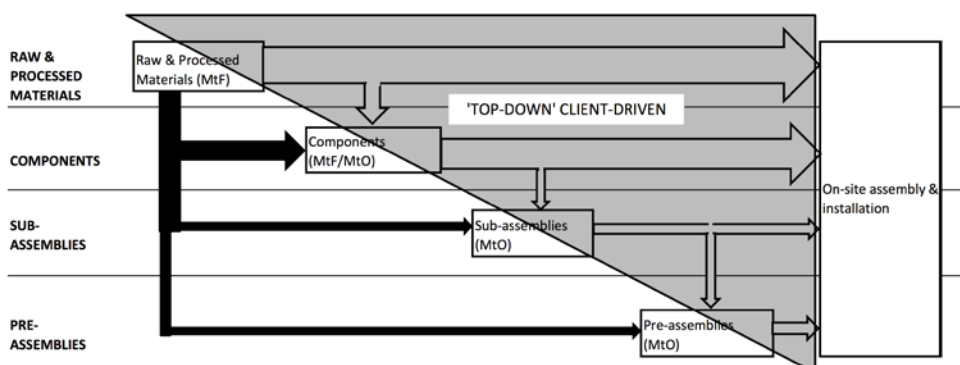 RAW &
PROCESSED
MATERIALS
Raw & Processed
Materials (MtF)
'TOP-DOWN' CLIENT-DRIVEN
COMPONENTS
Components
(MtF/MtO)
On-site assembly &
installation
SUB-
ASSEMBLIES
Sub-assemblies
(MtO)
PRE-
ASSEMBLIES
Pre-assemblies
(MtO)